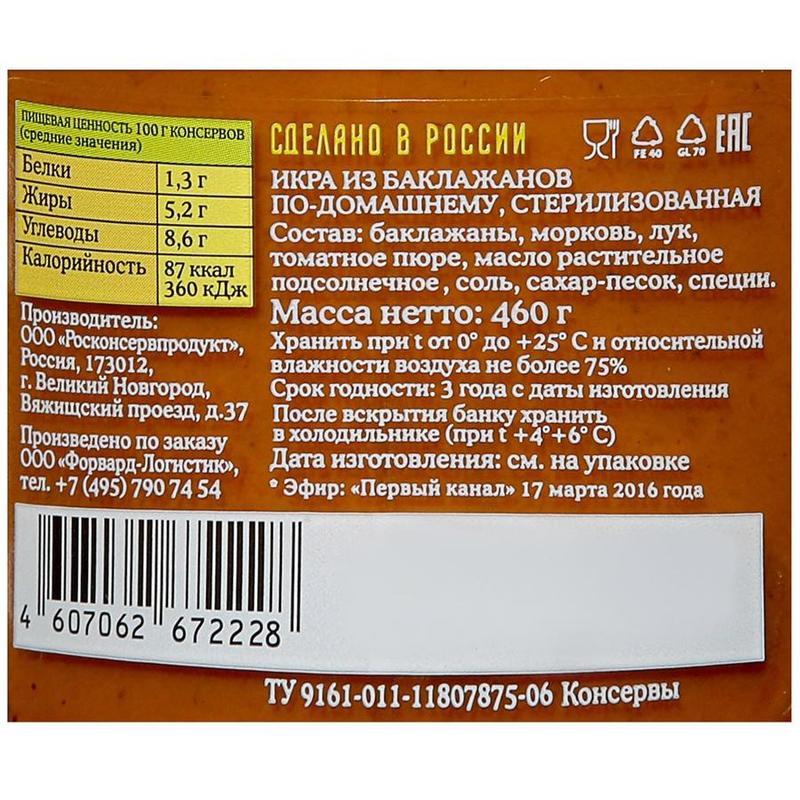 ПИЩЕВАЯ ЦЕННОСТЬ 100 Г КОНСЕРВОВ
(средние значения)
Белки 1,3 г
Жиры 5,2 г
Углеводы 8,6 г
Калорийность 87 ккал
360 кДж
Производитель:
ООО «Росконсервпродукт»,
Россия, 173012,
г. Великий Новгород,
Вяжищский проезд, д.37
Произведено по заказу
ООО «Форвард-Логистик»,
тел. +7 (495) 790 74 54
СДЕЛАНО В РОССИИ
FE 40
GL 70
EAC
ИКРА ИЗ БАКЛАЖАНОВ
ПО-ДОМАШНЕМУ, СТЕРИЛИЗОВАННАЯ
Состав: баклажаны, морковь, лук,
томатное пюре, масло растительное
подсолнечное , соль, сахар-песок, специи.
Масса нетто: 460 г
Хранить при t от 0° до +25° С и относительной
влажности воздуха не более 75%
Срок годности: 3 года с даты изготовления
После вскрытия банку хранить
в холодильнике (при t +4°+6° С)
Дата изготовления: см. на упаковке
* Эфир: «Первый канал» 17 марта 2016 года
4 607062 672228
ТУ 9161-011-11807875-06 Консервы